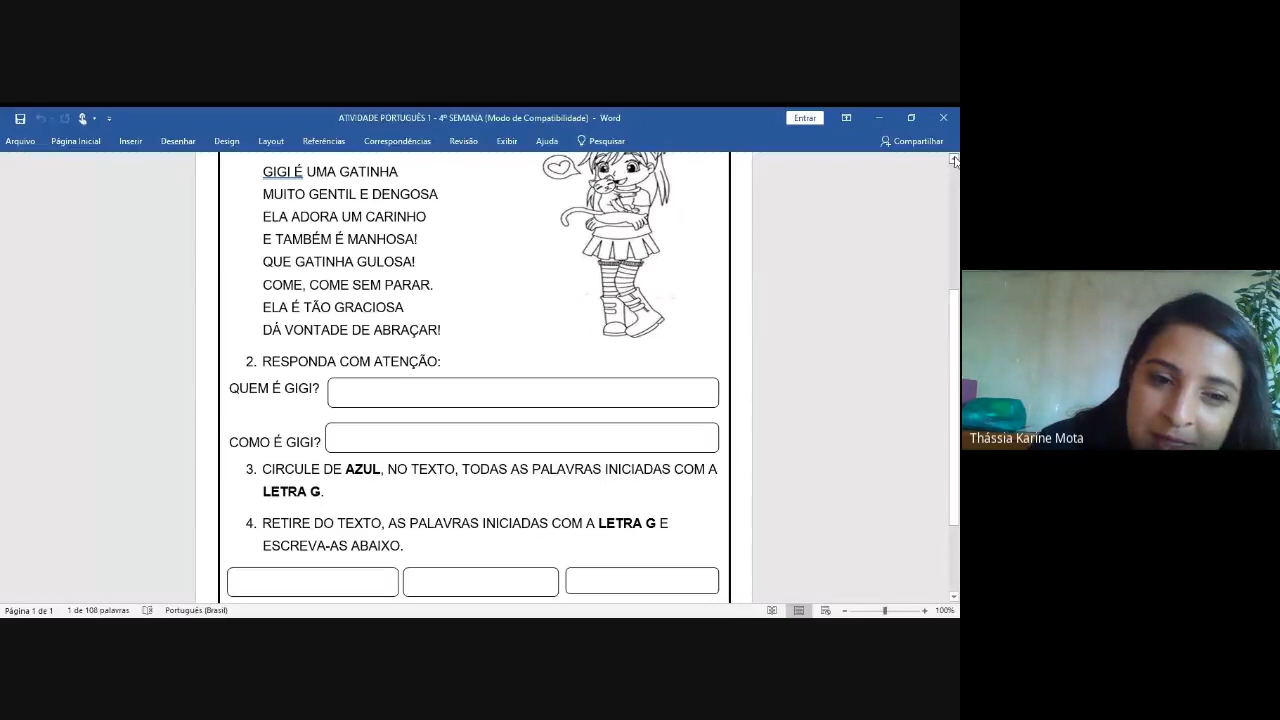 ATIVIDADE PORTUGUÊS 1 - 4º SEMANA [Modo de Compatibilidade] - Word
Entrar
Arquivo Página Inicial Inserir Desenhar Design Layout Referências Correspondências Revisão Exibir Ajuda Pesquisar Compartilhar
GIGI É UMA GATINHA
MUITO GENTIL E DENGOSA
ELA ADORA UM CARINHO
E TAMBÉM É MANHOSA!
QUE GATINHA GULOSA!
COME, COME SEM PARAR.
ELA É TÃO GRACIOSA
DÁ VONTADE DE ABRAÇAR!
2. RESPONDA COM ATENÇÃO:
QUEM É GIGI?
COMO É GIGI?
3. CIRCULE DE AZUL, NO TEXTO, TODAS AS PALAVRAS INICIADAS COM A
LETRA G.
4. RETIRE DO TEXTO, AS PALAVRAS INICIADAS COM A LETRA G E
ESCREVA-AS ABAIXO.
Página 1 de 1 1 de 108 palavras Português (Brasil) 100%
Thássia Karine Mota